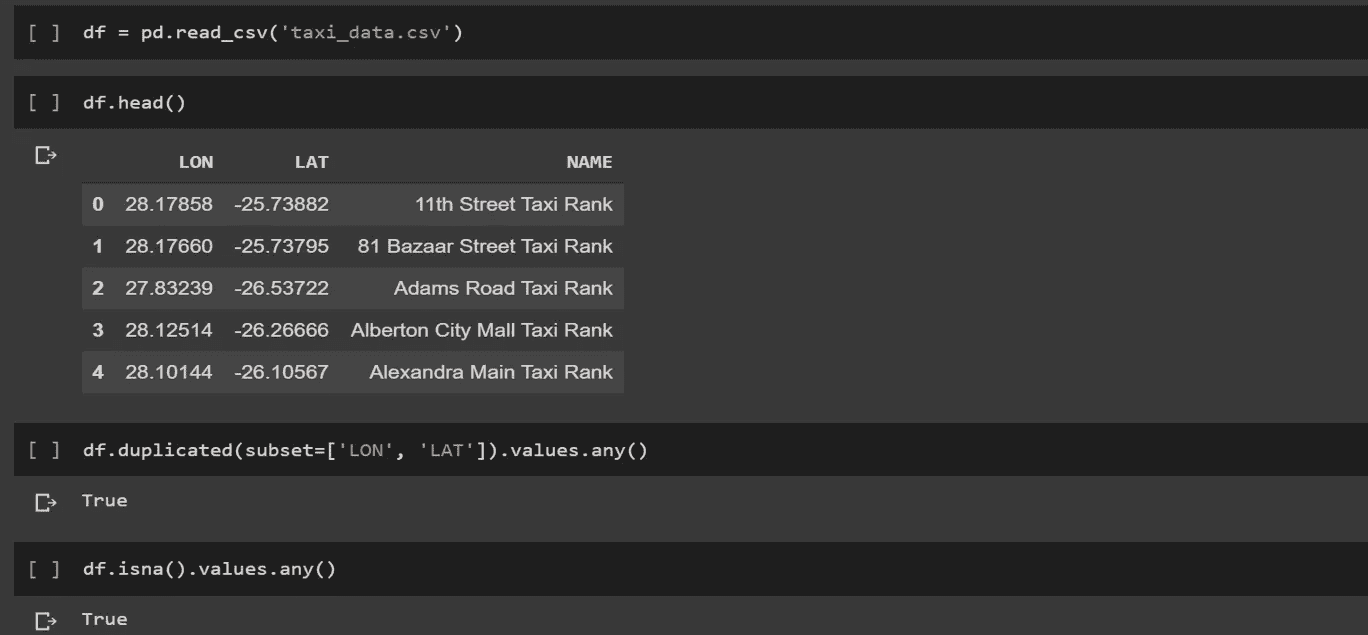 [ ] df = pd.read_csv('taxi_data.csv')
[ ] df.head()
LON LAT NAME
0 28.17858 -25.73882 11th Street Taxi Rank
1 28.17660 -25.73795 81 Bazaar Street Taxi Rank
2 27.83239 -26.53722 Adams Road Taxi Rank
3 28.12514 -26.26666 Alberton City Mall Taxi Rank
4 28.10144 -26.10567 Alexandra Main Taxi Rank
[ ] df.duplicated(subset=['LON', 'LAT']).values.any()
True
[ ] df.isna().values.any()
True